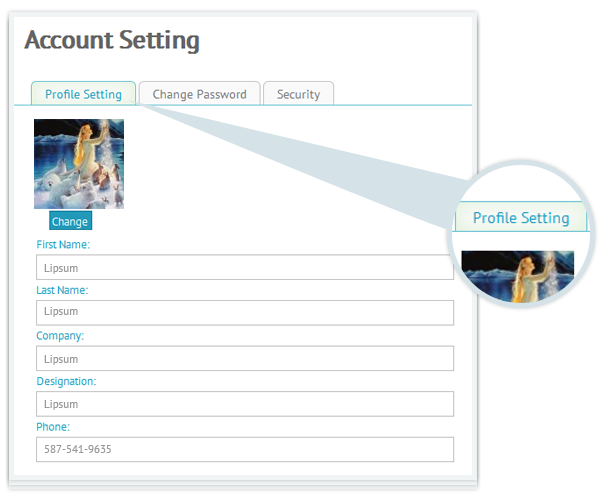 Account Setting
Profile Setting Change Password Security
Change
First Name:
Lipsum
Last Name:
Lipsum
Company:
Lipsum
Designation:
Lipsum
Phone:
587-541-9635
Profile Setting